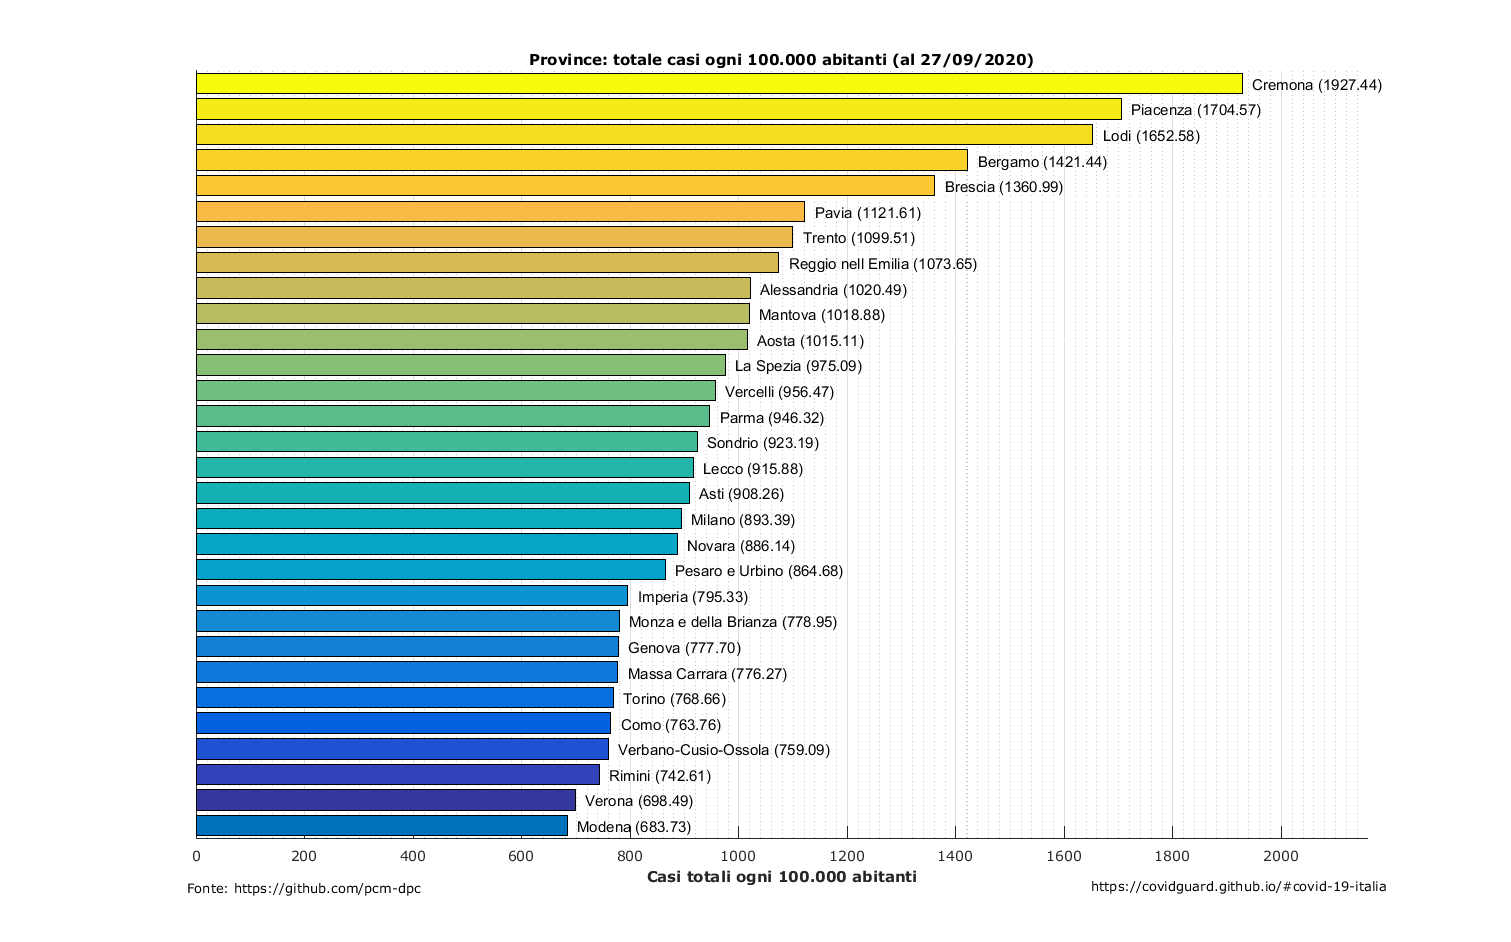 Province: totale casi ogni 100.000 abitanti (al 27/09/2020)
Cremona (1927.44)
Piacenza (1704.57)
Lodi (1652.58)
Bergamo (1421.44)
Brescia (1360.99)
Pavia (1121.61)
Trento (1099.51)
Reggio nell Emilia (1073.65)
Alessandria (1020.49)
Mantova (1018.88)
Aosta (1015.11)
La Spezia (975.09)
Vercelli (956.47)
Parma (946.32)
Sondrio (923.19)
Lecco (915.88)
Asti (908.26)
Milano (893.39)
Novara (886.14)
Pesaro e Urbino (864.68)
Imperia (795.33)
Monza e della Brianza (778.95)
Genova (777.70)
Massa Carrara (776.27)
Torino (768.66)
Como (763.76)
Verbano-Cusio-Ossola (759.09)
Rimini (742.61)
Verona (698.49)
Modena (683.73)
0 200 400 600 800 1000 1200 1400 1600 1800 2000
Casi totali ogni 100.000 abitanti
Fonte: https://github.com/pcm-dpc
https://covidguard.github.io/#covid-19-italia